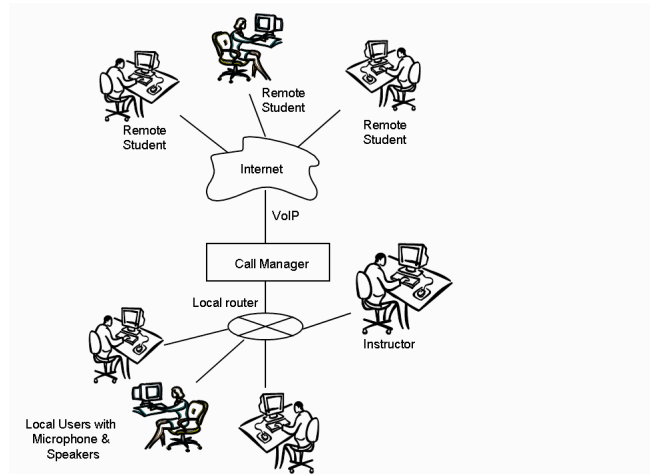 Remote
Student
Remote
Student
Remote
Student
Internet
VoIP
Call Manager
Local router
Instructor
Local Users with
Microphone &
Speakers